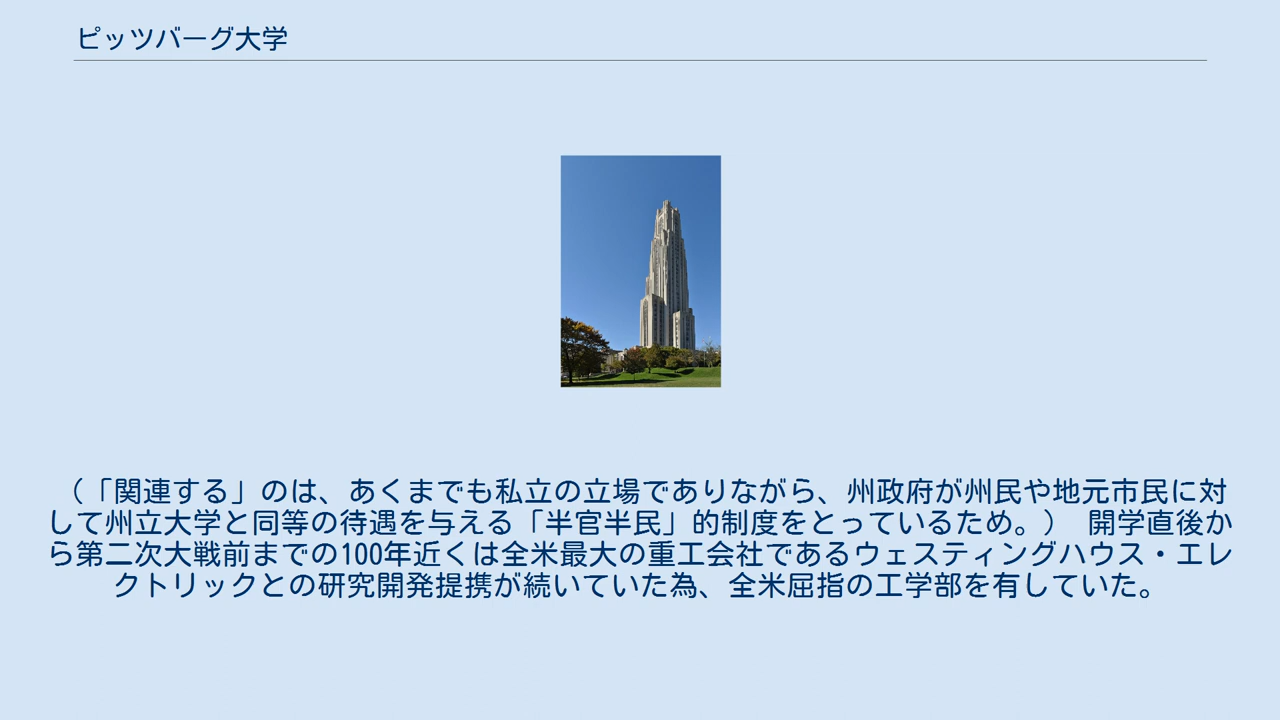 ピッツバーグ大学
（「関連する」のは、あくまでも私立の立場でありながら、州政府が州民や地元市民に対
して州立大学と同等の待遇を与える「半官半民」的制度をとっているため。） 開学直後か
ら第二次大戦前までの100年近くは全米最大の重工会社であるウェスティングハウス・エレ
クトリックとの研究開発提携が続いていた為、全米屈指の工学部を有していた。